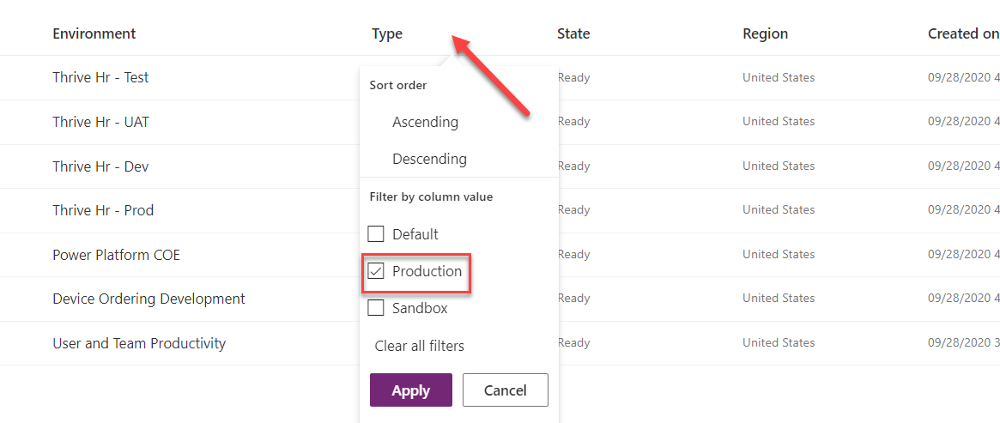 Environment Type State Region Created on
Thrive Hr - Test Ready United States 09/28/2020 4
Thrive Hr - UAT Ready United States 09/28/2020 4
Thrive Hr - Dev Ready United States 09/28/2020 4
Thrive Hr - Prod Ready United States 09/28/2020 4
Power Platform COE Ready United States 09/28/2020 4
Device Ordering Development Ready United States 09/28/2020 4
User and Team Productivity Ready United States 09/28/2020 3
Sort order
Ascending
Descending
Filter by column value
Default
Production
Sandbox
Clear all filters
Apply Cancel